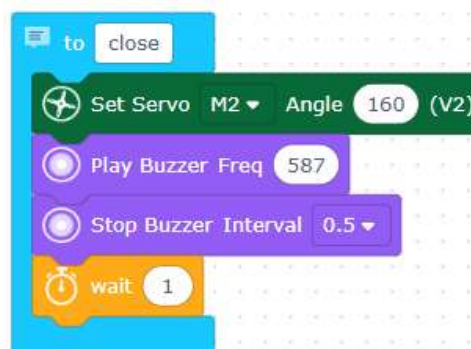 to close
Set Servo M2 Angle 160 (V2)
Play Buzzer Freq 587
Stop Buzzer Interval 0.5
wait 1